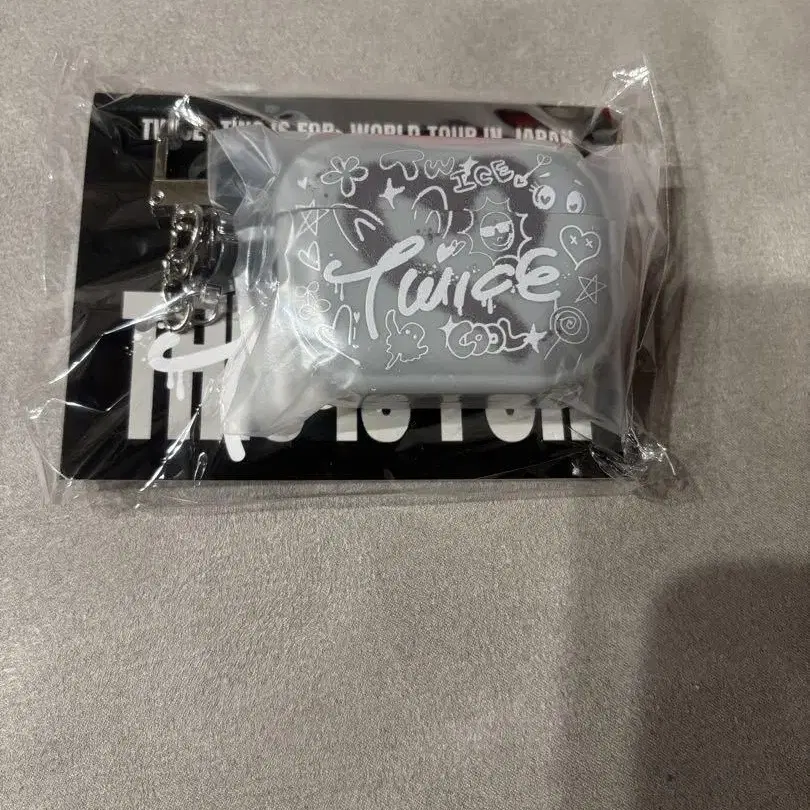 TWICE <THIS IS FOR> WORLD TOUR IN JAPAN
TWICE
Twice
COOL
THIS IS FOR